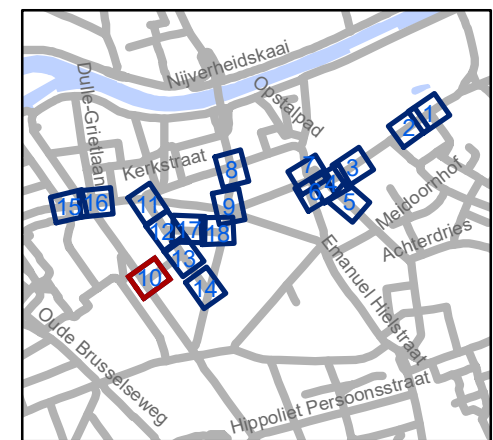 Nijverheidskaai
Dulle-Grietlaan
Opstalpad
Kerkstraat
1
2
3
4
5
6
7
8
9
10
11
12
13
14
15
16
17
18
Meidoornhof
Achterdries
Emanuel Hielstraat
Oude Brusselseweg
Hippoliet Persoonsstraat